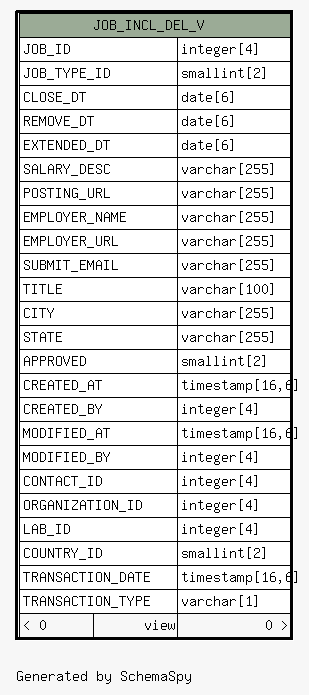 JOB_INCL_DEL_V
JOB_ID integer[4]
JOB_TYPE_ID smallint[2]
CLOSE_DT date[6]
REMOVE_DT date[6]
EXTENDED_DT date[6]
SALARY_DESC varchar[255]
POSTING_URL varchar[255]
EMPLOYER_NAME varchar[255]
EMPLOYER_URL varchar[255]
SUBMIT_EMAIL varchar[255]
TITLE varchar[100]
CITY varchar[255]
STATE varchar[255]
APPROVED smallint[2]
CREATED_AT timestamp[16,6]
CREATED_BY integer[4]
MODIFIED_AT timestamp[16,6]
MODIFIED_BY integer[4]
CONTACT_ID integer[4]
ORGANIZATION_ID integer[4]
LAB_ID integer[4]
COUNTRY_ID smallint[2]
TRANSACTION_DATE timestamp[16,6]
TRANSACTION_TYPE varchar[1]
< 0 view 0 >
Generated by SchemaSpy